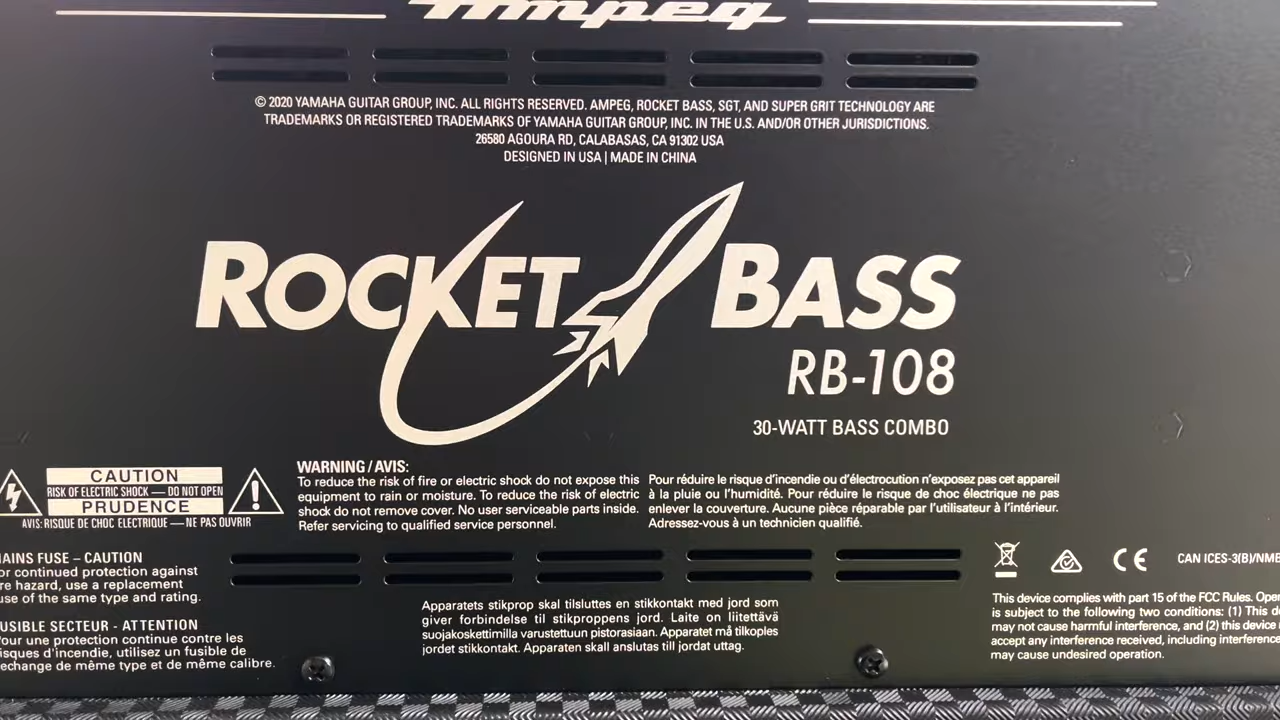 Ampeg
© 2020 YAMAHA GUITAR GROUP, INC. ALL RIGHTS RESERVED. AMPEG, ROCKET BASS, SGT, AND SUPER GRIT TECHNOLOGY ARE
TRADEMARKS OR REGISTERED TRADEMARKS OF YAMAHA GUITAR GROUP, INC. IN THE U.S. AND/OR OTHER JURISDICTIONS.
26580 AGOURA RD, CALABASAS, CA 91302 USA
DESIGNED IN USA | MADE IN CHINA
ROCKET BASS
RB-108
30-WATT BASS COMBO
CAUTION
RISK OF ELECTRIC SHOCK — DO NOT OPEN
PRUDENCE
AVIS: RISQUE DE CHOC ELECTRIQUE — NE PAS OUVRIR
WARNING / AVIS:
To reduce the risk of fire or electric shock do not expose this
equipment to rain or moisture. To reduce the risk of electric
shock do not remove cover. No user serviceable parts inside.
Refer servicing to qualified service personnel.
Pour réduire le risque d'incendie ou d'électrocution n'exposez pas cet appareil
à la pluie ou l'humidité. Pour réduire le risque de choc électrique ne pas
enlever la couverture. Aucune pièce réparable par l'utilisateur à l'intérieur.
Adressez-vous à un technicien qualifié.
AINS FUSE – CAUTION
or continued protection against
re hazard, use a replacement
use of the same type and rating.
USIBLE SECTEUR - ATTENTION
Pour une protection continue contre les
isques d'incendie, utilisez un fusible de
echange de même type et de même calibre.
Apparatets stikprop skal tilsluttes en stikkontakt med jord som
giver forbindelse til stikproppens jord. Laite on liitettävä
suojakoskettimilla varustettuun pistorasiaan. Apparatet må tilkoples
jordet stikkontakt. Apparaten skall anslutas till jordat uttag.
CE
CAN ICES-3(B)/NMB
This device complies with part 15 of the FCC Rules. Oper
is subject to the following two conditions: (1) This de
may not cause harmful interference, and (2) this device
accept any interference received, including interference
may cause undesired operation.